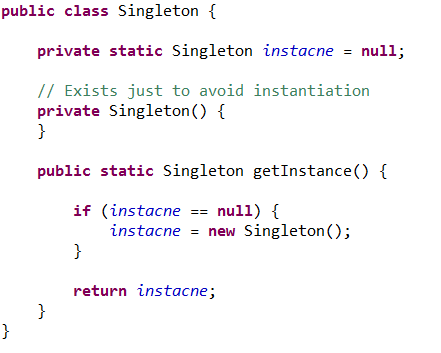 public class Singleton {
private static Singleton instacne = null;
// Exists just to avoid instantiation
private Singleton() {
}
public static Singleton getInstance() {
if (instacne == null) {
instacne = new Singleton();
}
return instacne;
}
}